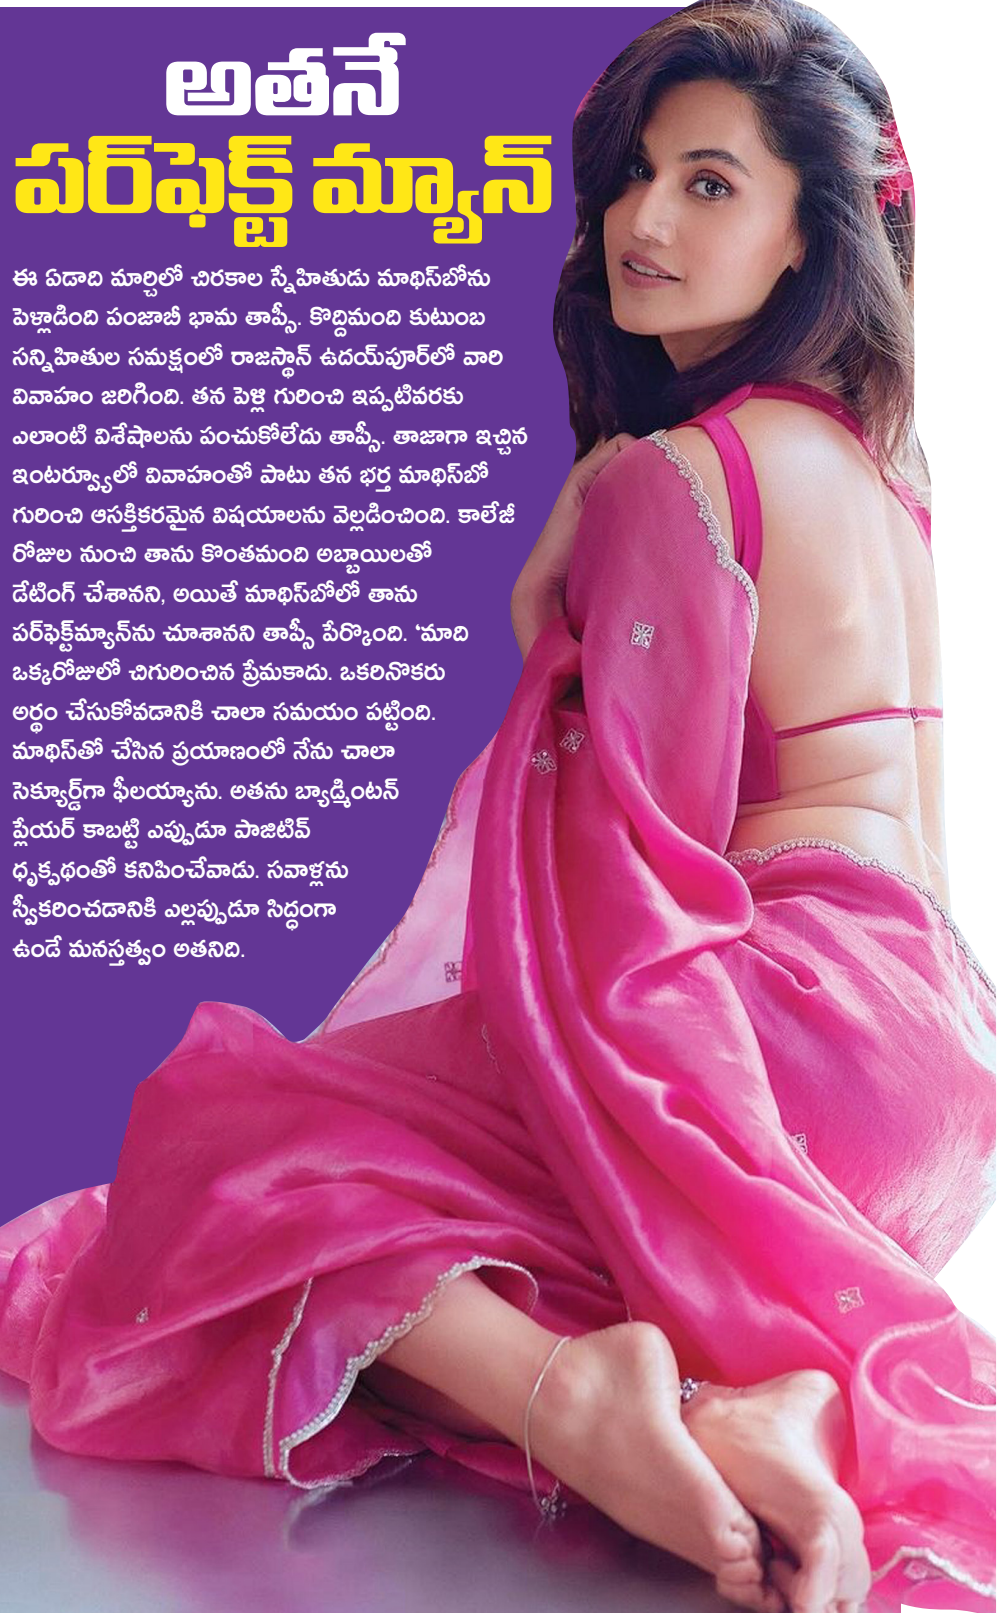 అతనే
పర్‌ఫెక్ట్ మ్యాన్
ఈ ఏడాది మార్చిలో చిరకాల స్నేహితుడు మాథిస్‌బోను
పెళ్లాడింది పంజాబీ భామ తాప్సీ. కొద్దిమంది కుటుంబ
సన్నిహితుల సమక్షంలో రాజస్థాన్ ఉదయ్‌పూర్‌లో వారి
వివాహం జరిగింది. తన పెళ్లి గురించి ఇప్పటివరకు
ఎలాంటి విశేషాలను పంచుకోలేదు తాప్సీ. తాజాగా ఇచ్చిన
ఇంటర్వ్యూలో వివాహంతో పాటు తన భర్త మాథిస్‌బో
గురించి ఆసక్తికరమైన విషయాలను వెల్లడించింది. కాలేజీ
రోజుల నుంచి తాను కొంతమంది అబ్బాయిలతో
డేటింగ్ చేశానని, అయితే మాథిస్‌బోలో తాను
పర్‌ఫెక్ట్‌మ్యాన్‌ను చూశానని తాప్సీ పేర్కొంది. ‘మాది
ఒక్కరోజులో చిగురించిన ప్రేమకాదు. ఒకరినొకరు
అర్థం చేసుకోవడానికి చాలా సమయం పట్టింది.
మాథిస్‌తో చేసిన ప్రయాణంలో నేను చాలా
సెక్యూర్డ్‌గా ఫీలయ్యాను. అతను బ్యాడ్మింటన్
ప్లేయర్ కాబట్టి ఎప్పుడూ పాజిటివ్
ధృక్పథంతో కనిపించేవాడు. సవాళ్లను
స్వీకరించడానికి ఎల్లప్పుడూ సిద్ధంగా
ఉండే మనస్తత్వం అతనిది.